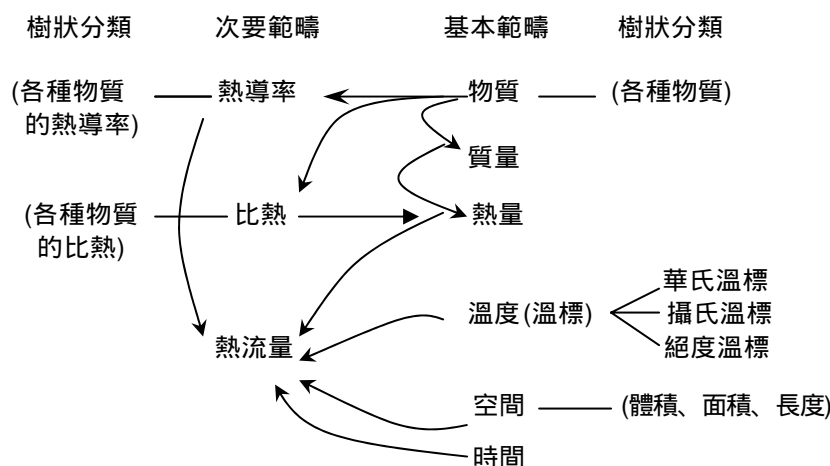 樹狀分類 次要範疇 基本範疇 樹狀分類
(各種物質 熱導率 物質 (各種物質)
的熱導率)
質量
(各種物質 比熱 熱量
的比熱)
華氏溫標
溫度(溫標) 攝氏溫標
熱流量 絕度溫標
空間 (體積、面積、長度)
時間